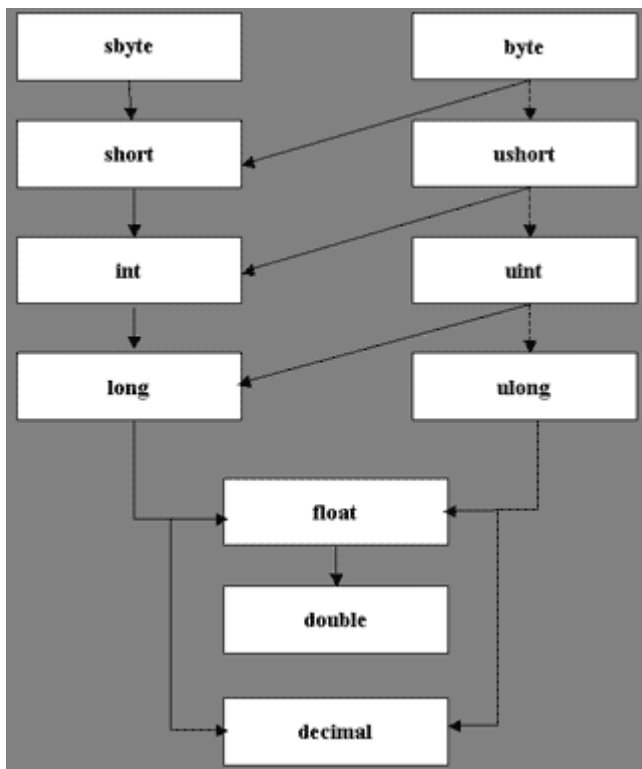 sbyte
byte
short
ushort
int
uint
long
ulong
float
double
decimal